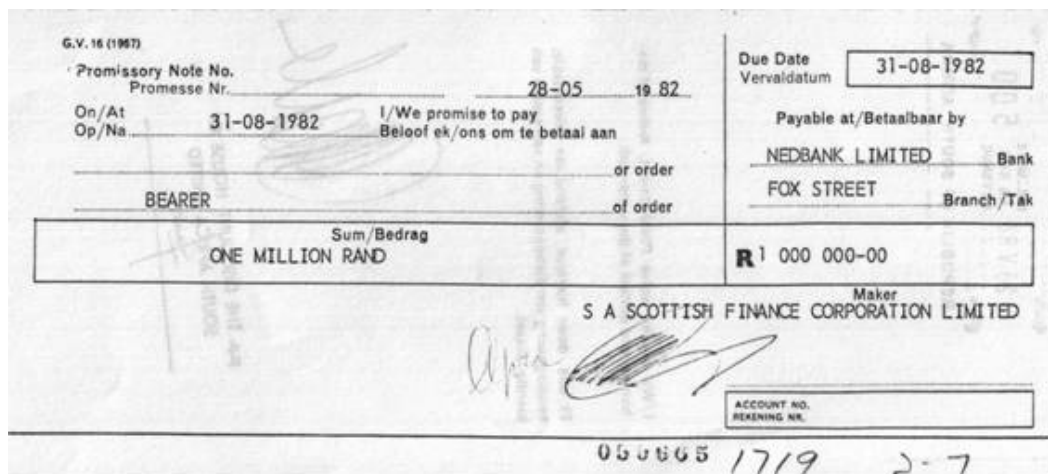 G.V. 16 (1967)
Promissory Note No.
Promesse Nr.
28-05 19 82
On/At
Op/Na 31-08-1982
I/We promise to pay
Beloof ek/ons om te betaal aan
or order
BEARER of order
Due Date
Vervaldatum
31-08-1982
Payable at/Betaalbaar by
NEDBANK LIMITED Bank
FOX STREET Branch/Tak
Sum/Bedrag
ONE MILLION RAND
R1 000 000-00
Maker
S A SCOTTISH FINANCE CORPORATION LIMITED
ACCOUNT NO.
REKENING NR.
1719 2-7